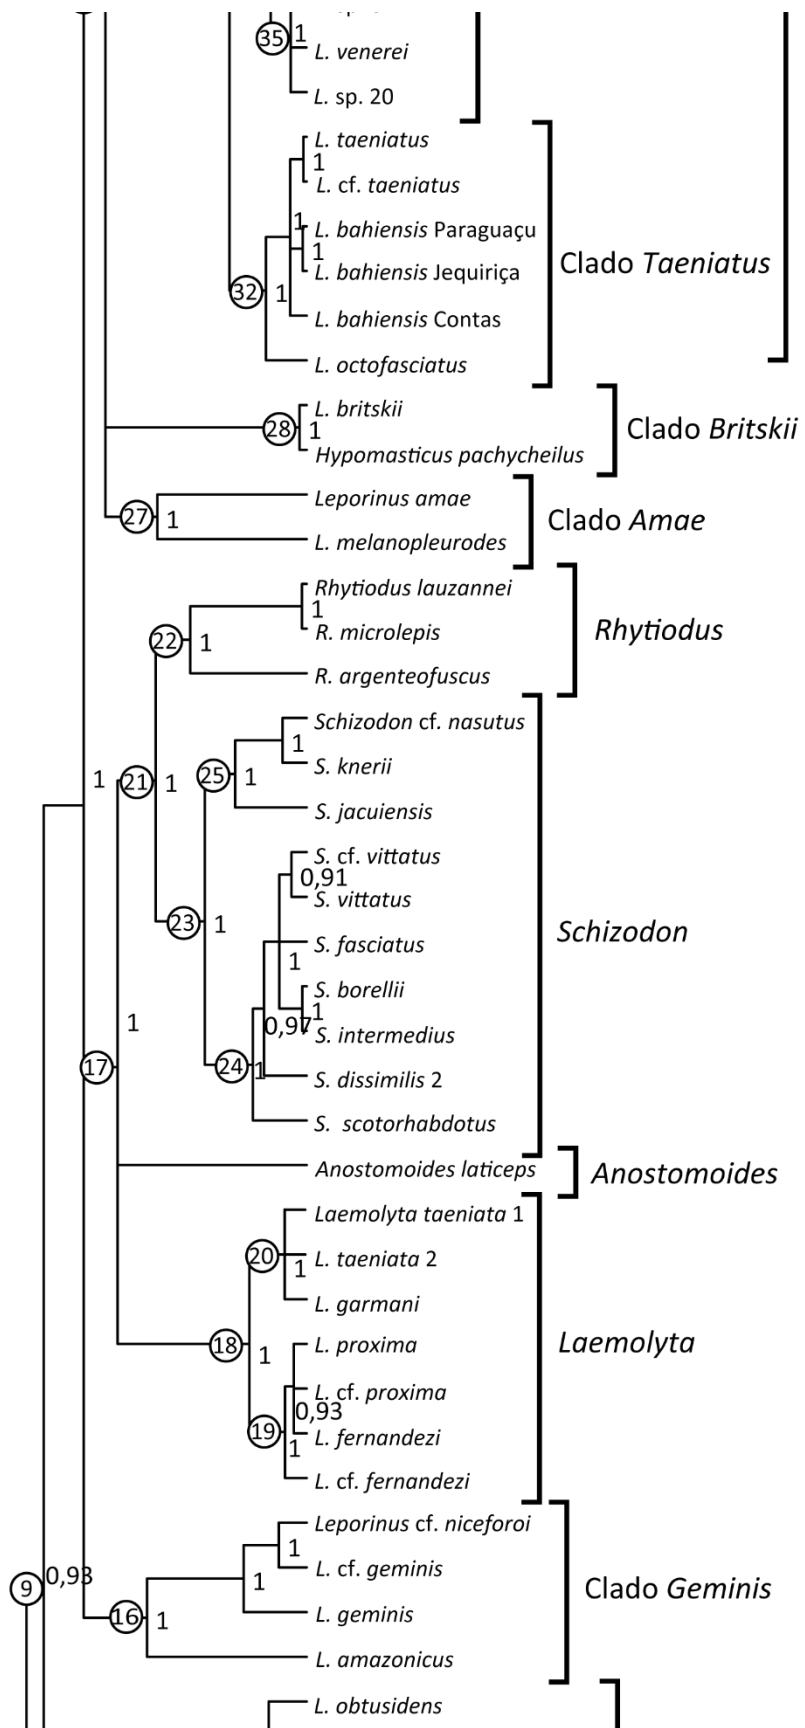 35
1
L. venerei
L. sp. 20
L. taeniatus
1
L. cf. taeniatus
1
L. bahiensis Paraguaçu
1
L. bahiensis Jequiriça
Clado Taeniatus
32
1
L. bahiensis Contas
L. octofasciatus
L. britskii
28
1
Clado Britskii
Hypomasticus pachycheilus
Leporinus amae
27
1
Clado Amae
L. melanopleurodes
Rhytiodus lauzannei
1
R. microlepis
Rhytiodus
22
1
R. argenteofuscus
Schizodon cf. nasutus
1
S. knerii
25
1
1
21
1
S. jacuiensis
S. cf. vittatus
0,91
S. vittatus
23
1
Schizodon
S. fasciatus
1
S. borellii
1
0,97
S. intermedius
1
17
24
1
S. dissimilis 2
S. scotorhabdotus
Anostomoides laticeps
Anostomoides
Laemolyta taeniata 1
20
1
L. taeniata 2
L. garmani
18
1
L. proxima
Laemolyta
L. cf. proxima
0,93
19
1
L. fernandezi
L. cf. fernandezi
Leporinus cf. niceforoi
1
L. cf. geminis
9
0,93
1
Clado Geminis
16
1
L. geminis
L. amazonicus
L. obtusidens